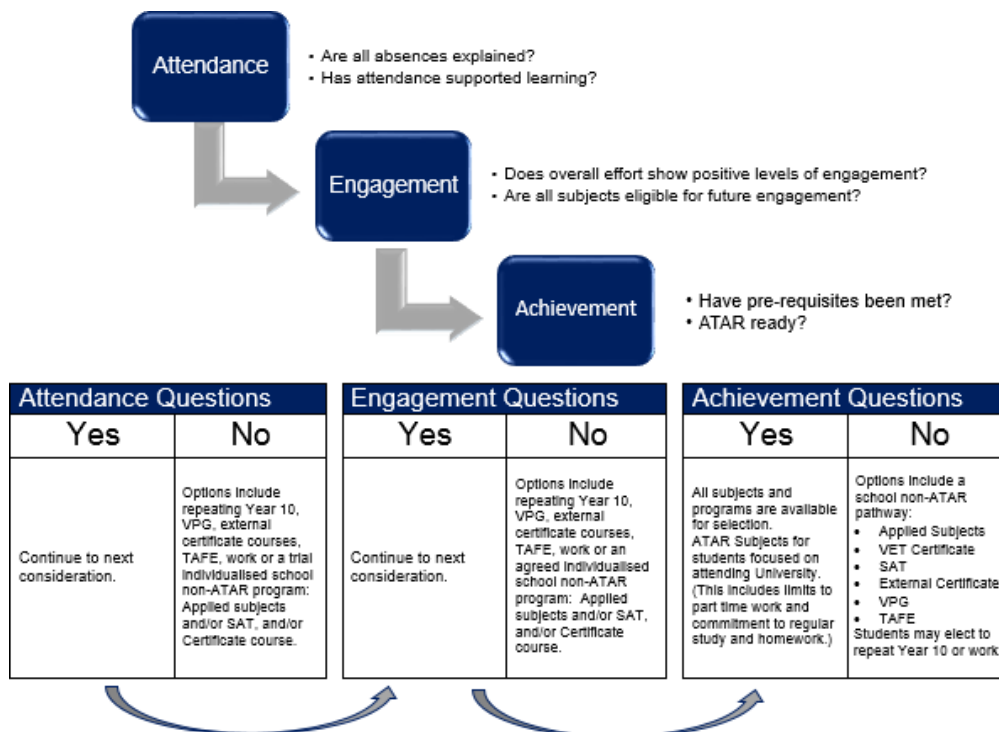 Attendance
• Are all absences explained?
• Has attendance supported learning?
Engagement
• Does overall effort show positive levels of engagement?
• Are all subjects eligible for future engagement?
Achievement
• Have pre-requisites been met?
• ATAR ready?
Attendance Questions
Yes
No
Continue to next
consideration.
Options include
repeating Year 10,
VPG, external
certificate courses,
TAFE, work or a trial
individualised school
non-ATAR program:
Applied subjects
and/or SAT, and/or
Certificate course.
Engagement Questions
Yes
No
Continue to next
consideration.
Options include
repeating Year 10,
VPG, external
certificate courses,
TAFE, work or an
agreed individualised
school non-ATAR
program: Applied
subjects and/or SAT,
and/or Certificate
course.
Achievement Questions
Yes
No
All subjects and
programs are available
for selection.
ATAR Subjects for
students focused on
attending University.
(This includes limits to
part time work and
commitment to regular
study and homework.)
Options include a
school non-ATAR
pathway:
• Applied Subjects
• VET Certificate
• SAT
• External Certificate
• VPG
• TAFE
Students may elect to
repeat Year 10 or work